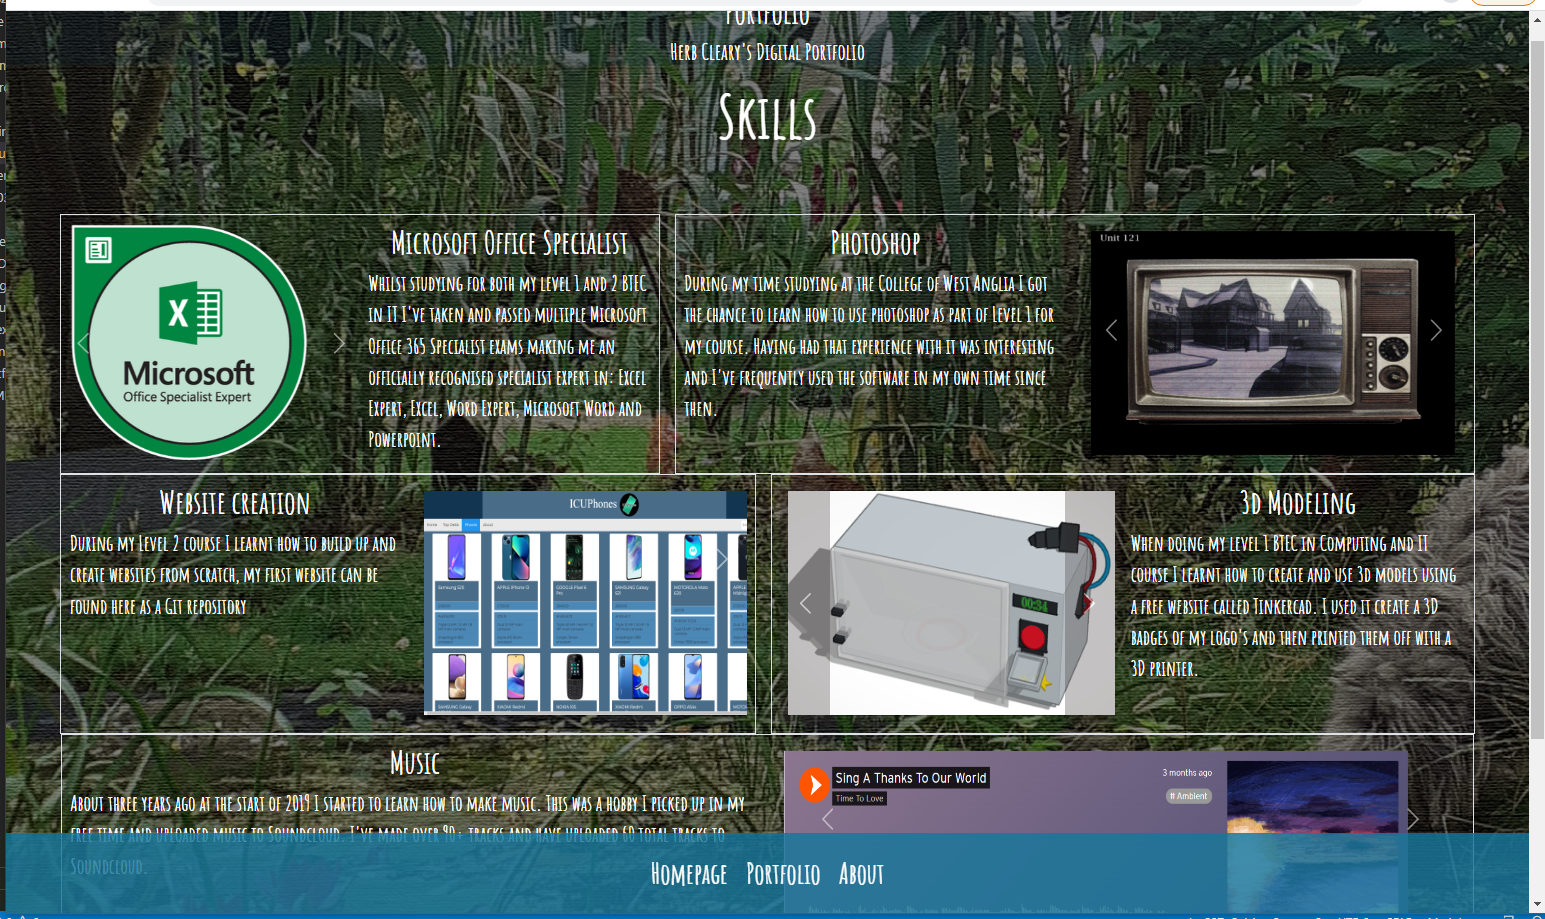 Portfolio
Herb Cleary's Digital Portfolio
Skills
Microsoft Office Specialist
Whilst studying for both my level 1 and 2 BTEC
in IT I've taken and passed multiple Microsoft
Office 365 Specialist exams making me an
officially recognised specialist expert in: Excel
Expert, Excel, Word Expert, Microsoft Word and
Powerpoint.
X
Microsoft
Office Specialist Expert
Photoshop
During my time studying at the College of West Anglia I got
the chance to learn how to use photoshop as part of Level 1 for
my course. Having had that experience with it was interesting
and I've frequently used the software in my own time since
then.
Unit 121
Website creation
During my Level 2 course I learnt how to build up and
create websites from scratch, my first website can be
found here as a Git repository
ICUPhones
Home Top Deals Phones About
00:34
3d Modeling
When doing my level 1 BTEC in Computing and IT
course I learnt how to create and use 3d models using
a free website called Tinkercad. I used it create a 3D
badges of my logo's and then printed them off with a
3D printer.
Music
About three years ago at the start of 2019 I started to learn how to make music. This was a hobby I picked up in my
free time and uploaded music to Soundcloud. I've made over 90+ tracks and have uploaded 60 total tracks to
Soundcloud.
Sing A Thanks To Our World
Time To Love
3 months ago
# Ambient
Homepage Portfolio About